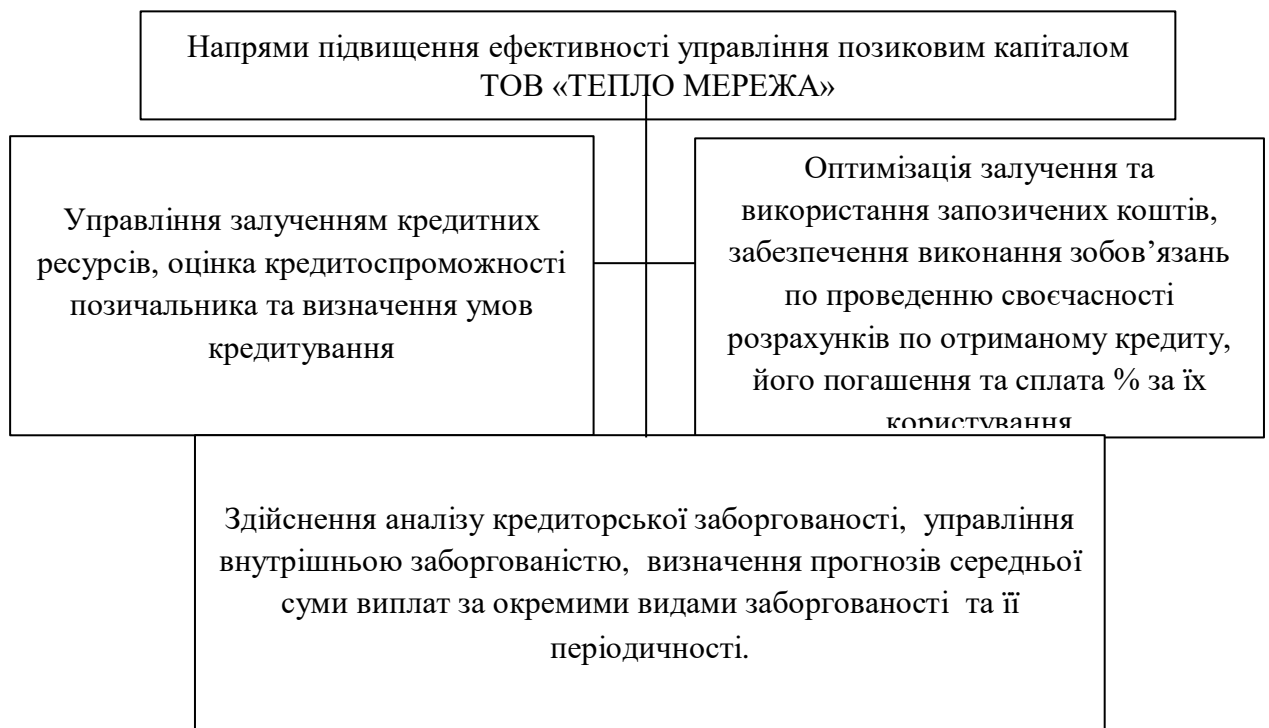 Напрями підвищення ефективності управління позиковим капіталом
ТОВ «ТЕПЛО МЕРЕЖА»
Управління залученням кредитних
ресурсів, оцінка кредитоспроможності
позичальника та визначення умов
кредитування
Оптимізація залучення та
використання запозичених коштів,
забезпечення виконання зобов’язань
по проведенню своєчасності
розрахунків по отриманому кредиту,
його погашення та сплата % за їх
користування
Здійснення аналізу кредиторської заборгованості, управління
внутрішньою заборгованістю, визначення прогнозів середньої
суми виплат за окремими видами заборгованості та її
періодичності.